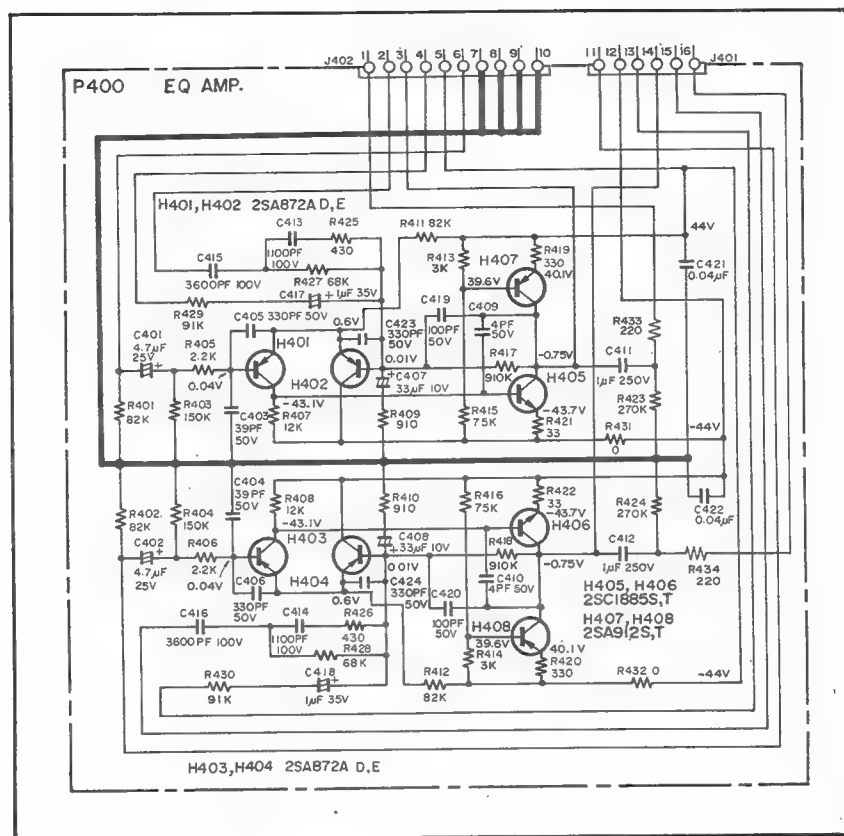 J402 1 2 3 4 5 6 7 8 9 10 11 12 13 14 15 16 J401
P400 EQ AMP.
H401, H402 2SA872A D, E
C413
1100PF
100V
R425
430
R411 82K
R413
3K
H407
R419
330
40.1V
44V
C421
0.04μF
C415
3600PF 100V
R427 68K
39.6V
C417
1μF 35V
R429
91K
C405 330PF 50V
0.6V
C423
330PF
50V
C419
100PF
50V
C409
4PF
50V
R433
220
C401
4.7μF
25V
R405
2.2K
0.04V
H401
H402
0.01V
R417
910K
-0.75V
C411
1μF 250V
H405
C407
33μF 10V
R401
82K
R403
150K
C403
39PF
50V
-43.1V
R407
12K
R409
910
R415
75K
-43.7V
R421
33
R423
270K
R431
0
-44V
R402
82K
R404
150K
C404
39PF
50V
R408
12K
-43.1V
R410
910
R416
75K
R422
33
-43.7V
R424
270K
C422
0.04μF
C402
4.7μF
25V
R406
2.2K
0.04V
H403
H404
C408
33μF 10V
0.01V
R418
910K
H406
-0.75V
C412
1μF 250V
R434
220
C406
330PF
50V
0.6V
C424
330PF
50V
C410
4PF 50V
C420
100PF
50V
H405, H406
2SC1885S,T
H407, H408
2SA912S,T
C416
3600PF 100V
C414
1100PF
100V
R426
430
R428
68K
H408
39.6V
R414
3K
40.1V
R420
330
R430
91K
C418
1μF 35V
R412
82K
R432 0
-44V
H403, H404 2SA872A D, E